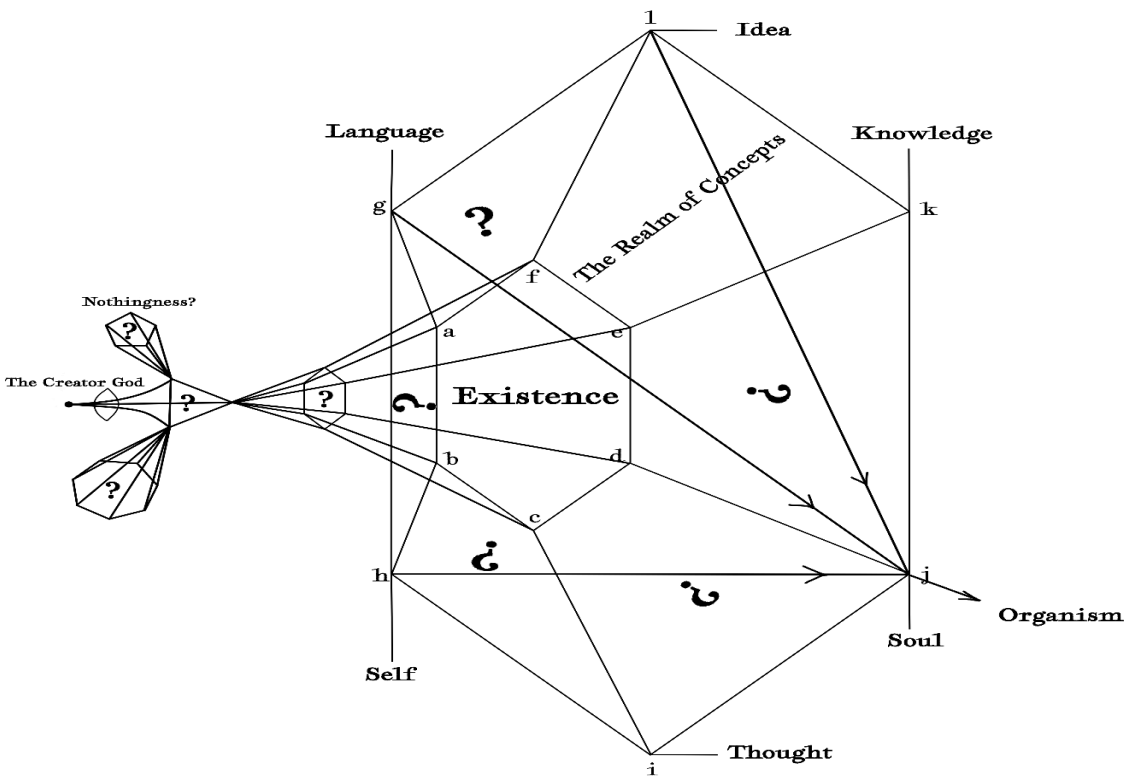 l
Idea
Language
Knowledge
The Realm of Concepts
g
?
k
f
Nothingness?
?
a
e
The Creator God
?
?
?
Existence
?
b
d
?
c
?
h
?
j
Organism
Soul
Self
Thought
i